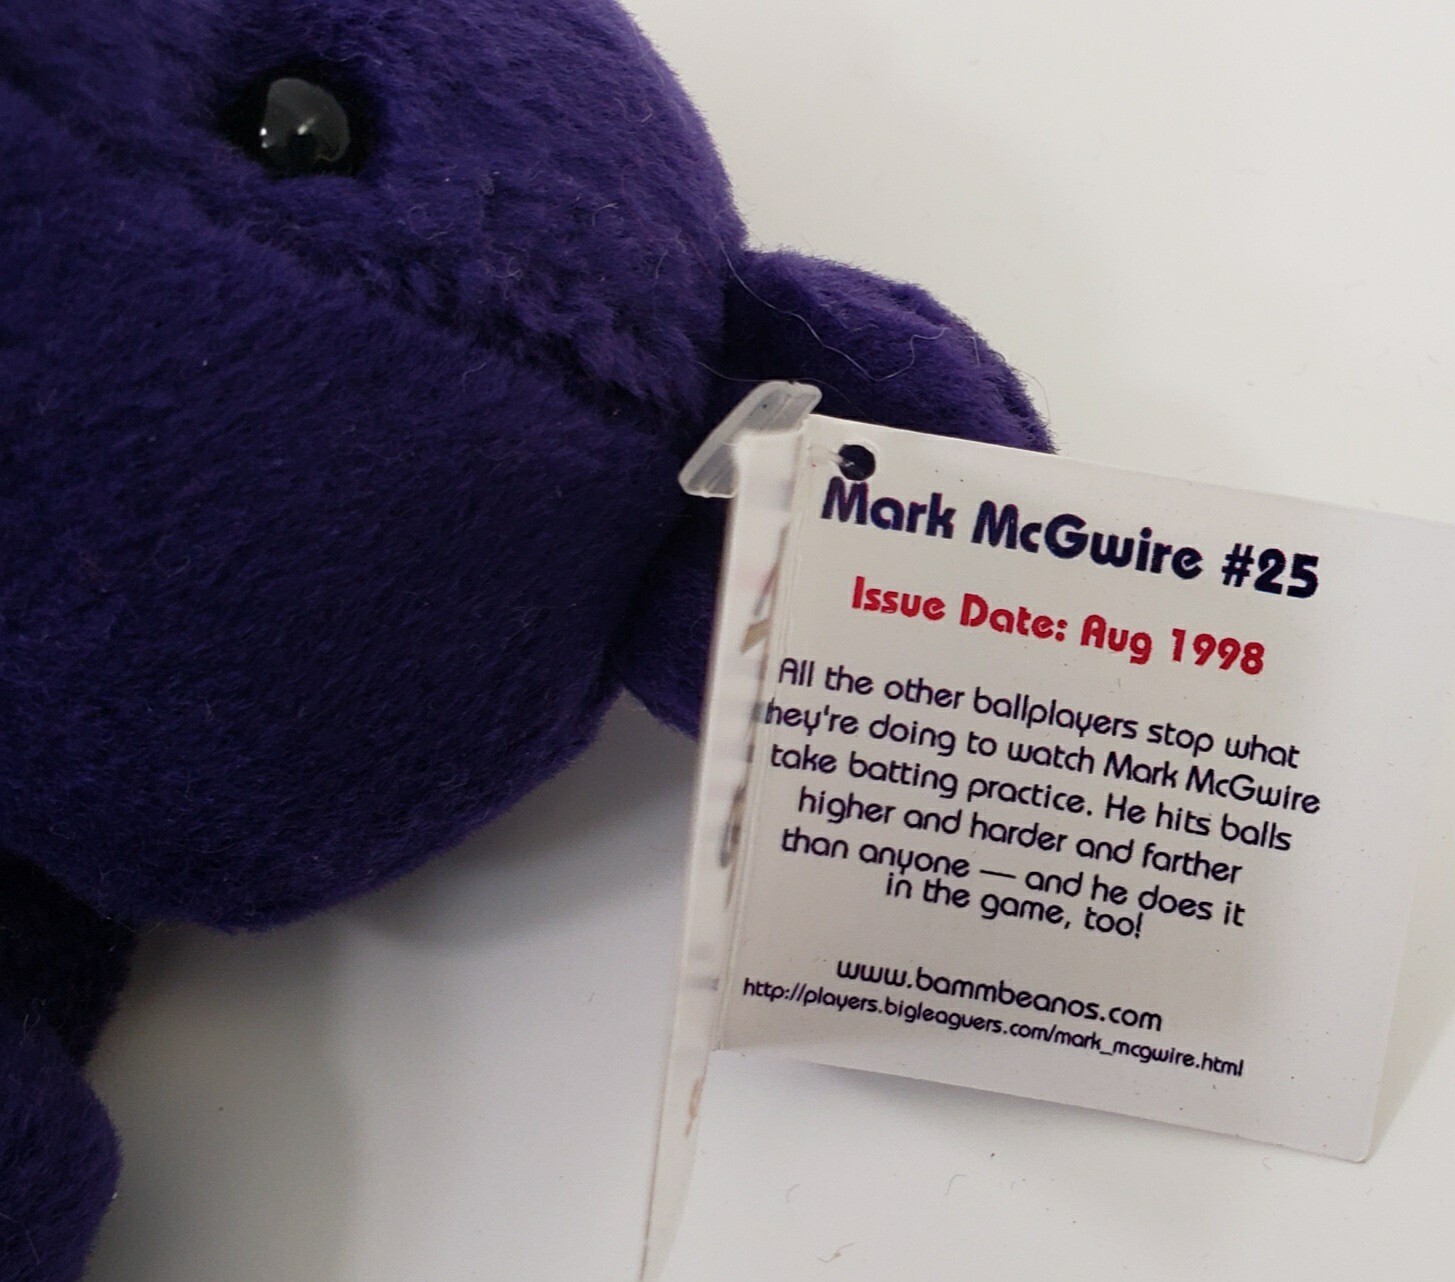 Mark McGwire #25
Issue Date: Aug 1998
All the other ballplayers stop what
hey're doing to watch Mark McGwire
take batting practice. He hits balls
higher and harder and farther
than anyone — and he does it
in the game, too!
www.bammbeanos.com
http://players.bigleaguers.com/mark_mcgwire.html